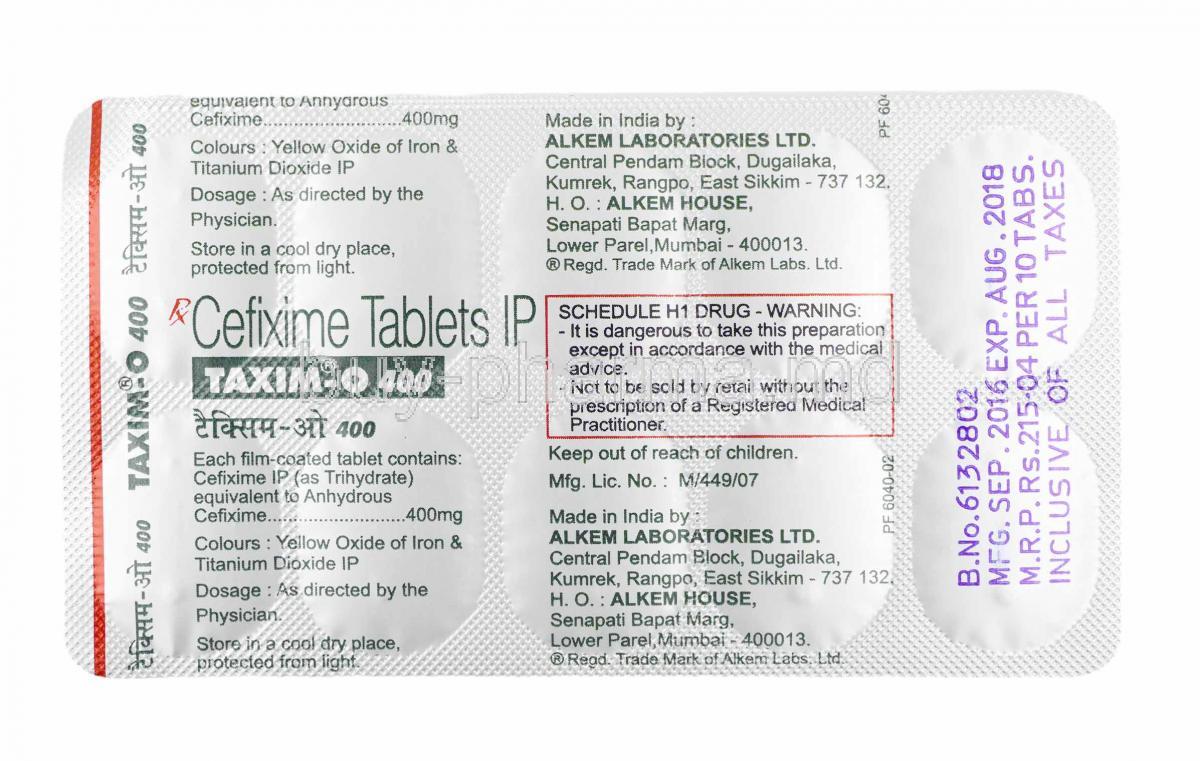 equivalent to Anhydrous
Cefixime..........................400mg
Colours : Yellow Oxide of Iron &
Titanium Dioxide IP
Dosage : As directed by the
Physician.
Store in a cool dry place,
protected from light.
Rx Cefixime Tablets IP
TAXIM®-O 400
टैक्सिम-ओ 400
Each film-coated tablet contains:
Cefixime IP (as Trihydrate)
equivalent to Anhydrous
Cefixime..........................400mg
Colours : Yellow Oxide of Iron &
Titanium Dioxide IP
Dosage : As directed by the
Physician.
Store in a cool dry place,
protected from light.
Made in India by :
ALKEM LABORATORIES LTD.
Central Pendam Block, Dugailaka,
Kumrek, Rangpo, East Sikkim - 737 132.
H. O. : ALKEM HOUSE,
Senapati Bapat Marg,
Lower Parel, Mumbai - 400013.
® Regd. Trade Mark of Alkem Labs. Ltd.
SCHEDULE H1 DRUG - WARNING:
- It is dangerous to take this preparation
except in accordance with the medical
advice.
- Not to be sold by retail without the
prescription of a Registered Medical
Practitioner.
Keep out of reach of children.
Mfg. Lic. No. : M/449/07
Made in India by :
ALKEM LABORATORIES LTD.
Central Pendam Block, Dugailaka,
Kumrek, Rangpo, East Sikkim - 737 132.
H. O. : ALKEM HOUSE,
Senapati Bapat Marg,
Lower Parel, Mumbai - 400013.
® Regd. Trade Mark of Alkem Labs. Ltd.
टैक्सिम-ओ 400
TAXIM®-O 400
टैक्सिम-ओ 400
PF 604
PF 6040-02
B.No.6132802
MFG. SEP. 2016 EXP. AUG. 2018
M.R.P. Rs.215-04 PER 10 TABS.
INCLUSIVE OF ALL TAXES
buy-pharma.md